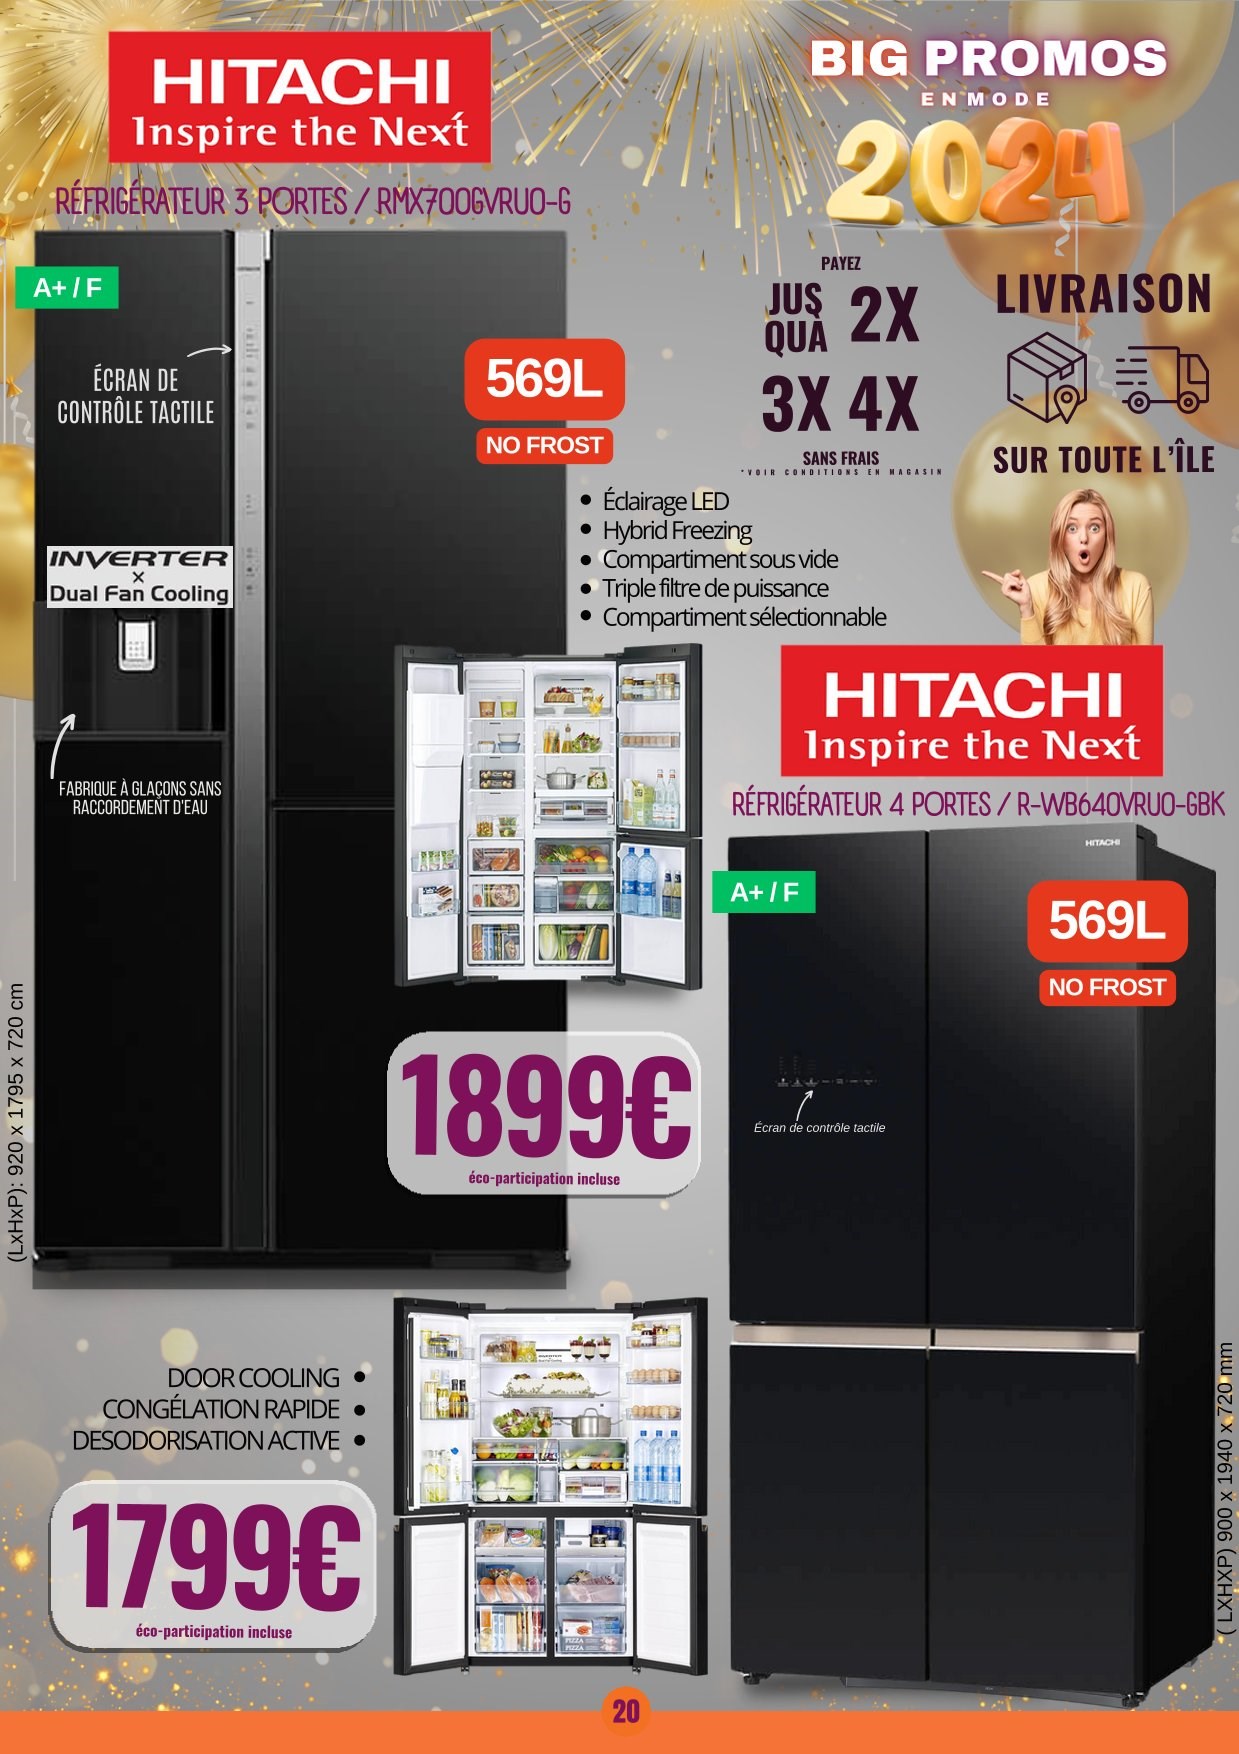 HITACHI
Inspire the Next
BIG PROMOS
EN MODE
2024
RÉFRIGÉRATEUR 3 PORTES / RMX700GVRU0-G
A+ / F
ÉCRAN DE
CONTRÔLE TACTILE
569L
NO FROST
PAYEZ
JUS
QUÀ
2X
3X 4X
SANS FRAIS
*VOIR CONDITIONS EN MAGASIN
LIVRAISON
SUR TOUTE L'ÎLE
Éclairage LED
Hybrid Freezing
Compartiment sous vide
Triple filtre de puissance
Compartiment sélectionnable
INVERTER
×
Dual Fan Cooling
FABRIQUE À GLAÇONS SANS
RACCORDEMENT D'EAU
(LxHxP): 920 x 1795 x 720 cm
1899€
éco-participation incluse
HITACHI
Inspire the Next
RÉFRIGÉRATEUR 4 PORTES / R-WB640VRU0-GBK
HITACHI
A+ / F
569L
NO FROST
Écran de contrôle tactile
DOOR COOLING
CONGÉLATION RAPIDE
DESODORISATION ACTIVE
1799€
éco-participation incluse
( LXHXP) 900 x 1940 x 720 mm
20